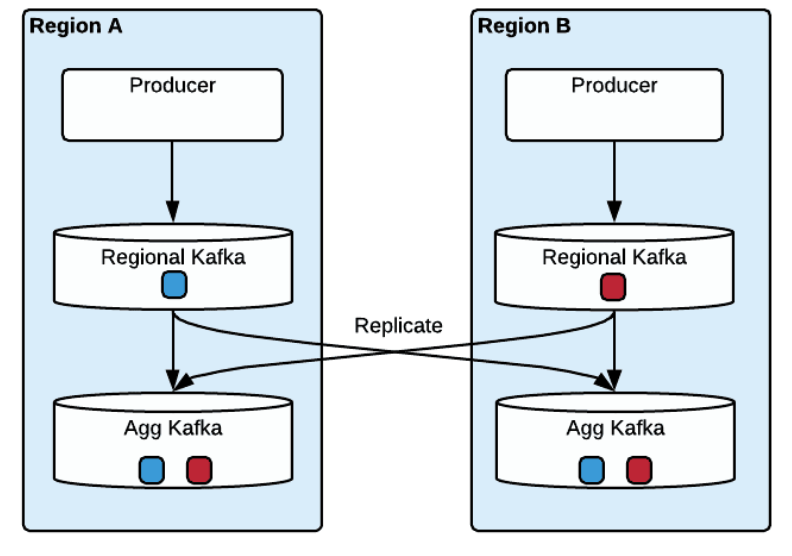 Region A
Region B
Producer
Producer
Regional Kafka
Regional Kafka
Replicate
Agg Kafka
Agg Kafka